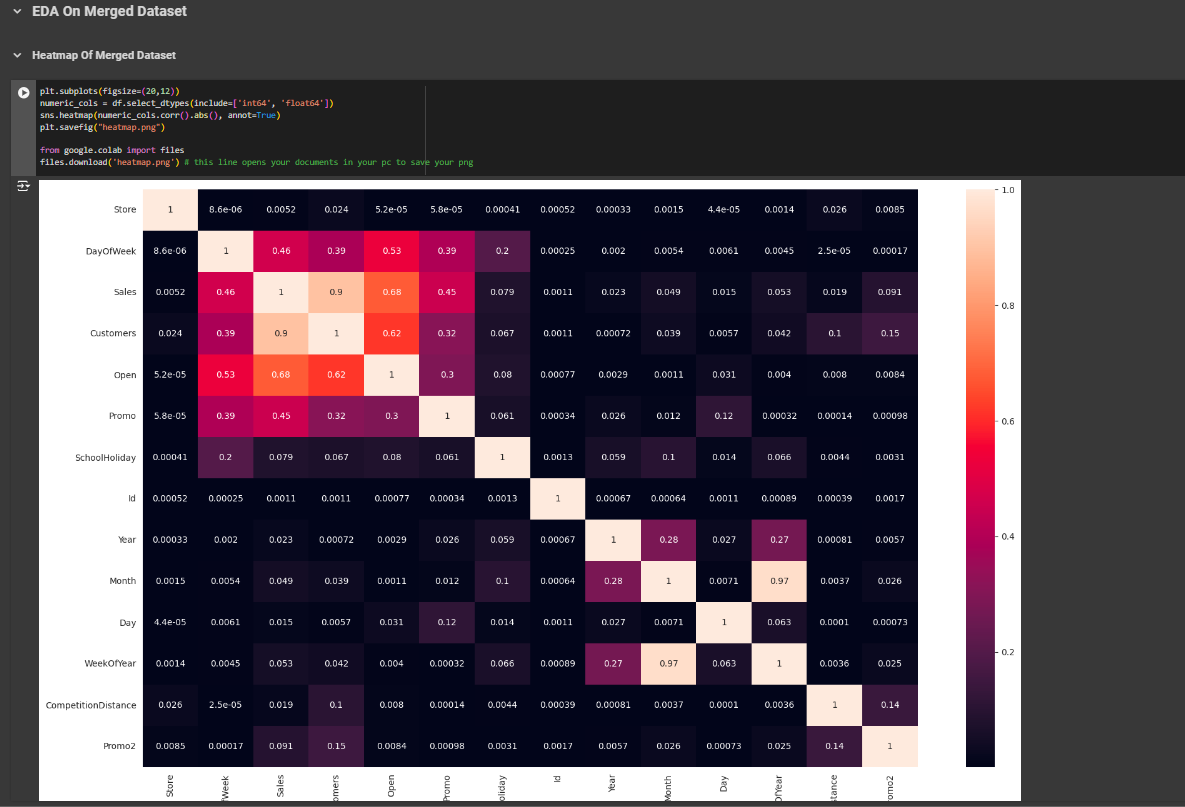 EDA On Merged Dataset
Heatmap Of Merged Dataset
plt.subplots(figsize=(20,12))
numeric_cols = df.select_dtypes(include=['int64', 'float64'])
sns.heatmap(numeric_cols.corr().abs(), annot=True)
plt.savefig("heatmap.png")
from google.colab import files
files.download('heatmap.png') # this line opens your documents in your pc to save your png
Store 1 8.6e-06 0.0052 0.024 5.2e-05 5.8e-05 0.00041 0.00052 0.00033 0.0015 4.4e-05 0.0014 0.026 0.0085
DayOfWeek 8.6e-06 1 0.46 0.39 0.53 0.39 0.2 0.00025 0.002 0.0054 0.0061 0.0045 2.5e-05 0.00017
Sales 0.0052 0.46 1 0.9 0.68 0.45 0.079 0.0011 0.023 0.049 0.015 0.053 0.019 0.091
Customers 0.024 0.39 0.9 1 0.62 0.32 0.067 0.0011 0.00072 0.039 0.0057 0.042 0.1 0.15
Open 5.2e-05 0.53 0.68 0.62 1 0.3 0.08 0.00077 0.0029 0.0011 0.031 0.004 0.008 0.0084
Promo 5.8e-05 0.39 0.45 0.32 0.3 1 0.061 0.00034 0.026 0.012 0.12 0.00032 0.00014 0.00098
SchoolHoliday 0.00041 0.2 0.079 0.067 0.08 0.061 1 0.0013 0.059 0.1 0.014 0.066 0.0044 0.0031
Id 0.00052 0.00025 0.0011 0.0011 0.00077 0.00034 0.0013 1 0.00067 0.00064 0.0011 0.00089 0.00039 0.0017
Year 0.00033 0.002 0.023 0.00072 0.0029 0.026 0.059 0.00067 1 0.28 0.027 0.27 0.00081 0.0057
Month 0.0015 0.0054 0.049 0.039 0.0011 0.012 0.1 0.00064 0.28 1 0.0071 0.97 0.0037 0.026
Day 4.4e-05 0.0061 0.015 0.0057 0.031 0.12 0.014 0.0011 0.027 0.0071 1 0.063 0.0001 0.00073
WeekOfYear 0.0014 0.0045 0.053 0.042 0.004 0.00032 0.066 0.00089 0.27 0.97 0.063 1 0.0036 0.025
CompetitionDistance 0.026 2.5e-05 0.019 0.1 0.008 0.00014 0.0044 0.00039 0.00081 0.0037 0.0001 0.0036 1 0.14
Promo2 0.0085 0.00017 0.091 0.15 0.0084 0.00098 0.0031 0.0017 0.0057 0.026 0.00073 0.025 0.14 1
Store
Week
Sales
omers
Open
Promo
oliday
Id
Year
Month
Day
OfYear
stance
omo2
1.0
0.8
0.6
0.4
0.2